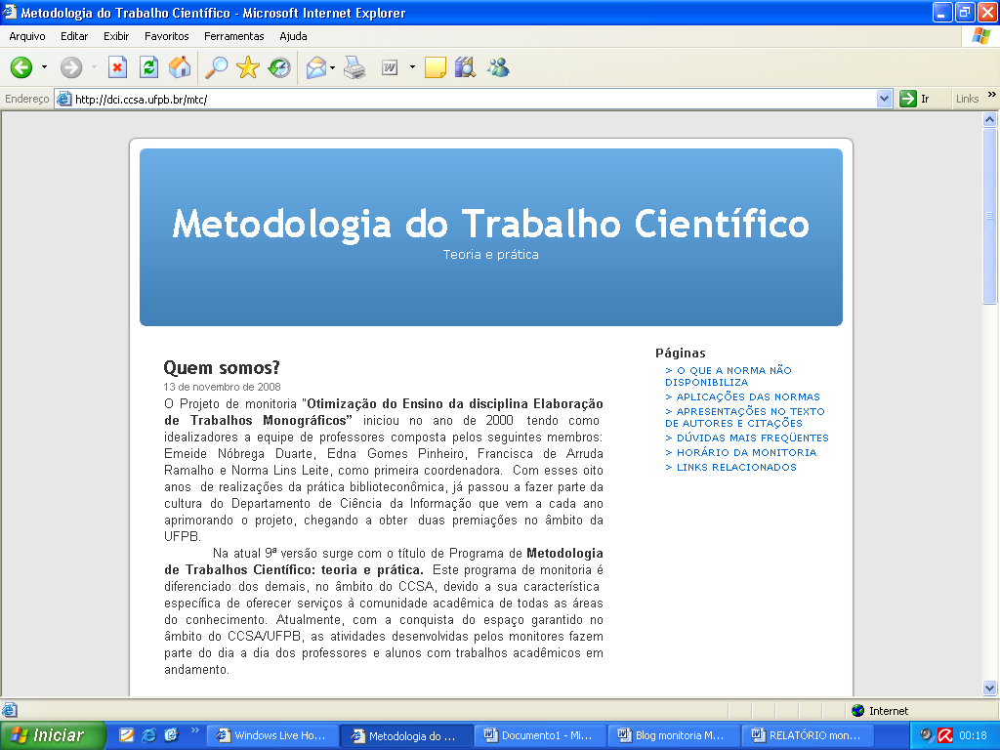 Metodologia do Trabalho Científico - Microsoft Internet Explorer
Arquivo Editar Exibir Favoritos Ferramentas Ajuda
Endereço http://dci.ccsa.ufpb.br/mtc/ Ir Links »
Metodologia do Trabalho Científico
Teoria e prática
Quem somos?
13 de novembro de 2008
O Projeto de monitoria "Otimização do Ensino da disciplina Elaboração
de Trabalhos Monográficos” iniciou no ano de 2000 tendo como
idealizadores a equipe de professores composta pelos seguintes membros:
Emeide Nóbrega Duarte, Edna Gomes Pinheiro, Francisca de Arruda
Ramalho e Norma Lins Leite, como primeira coordenadora. Com esses oito
anos de realizações da prática biblioteconômica, já passou a fazer parte da
cultura do Departamento de Ciência da Informação que vem a cada ano
aprimorando o projeto, chegando a obter duas premiações no âmbito da
UFPB.
Na atual 9ª versão surge com o título de Programa de Metodologia
de Trabalhos Científico: teoria e prática. Este programa de monitoria é
diferenciado dos demais, no âmbito do CCSA, devido a sua característica
específica de oferecer serviços à comunidade acadêmica de todas as áreas
do conhecimento. Atualmente, com a conquista do espaço garantido no
âmbito do CCSA/UFPB, as atividades desenvolvidas pelos monitores fazem
parte do dia a dia dos professores e alunos com trabalhos acadêmicos em
andamento.
Páginas
> O QUE A NORMA NÃO
DISPONIBILIZA
> APLICAÇÕES DAS NORMAS
> APRESENTAÇÕES NO TEXTO
DE AUTORES E CITAÇÕES
> DÚVIDAS MAIS FREQÜENTES
> HORÁRIO DA MONITORIA
> LINKS RELACIONADOS
Internet
Iniciar » Windows Live Ho... Metodologia do ... Documento1 - Mi... Blog monitoria M... RELATÓRIO mon... 00:18